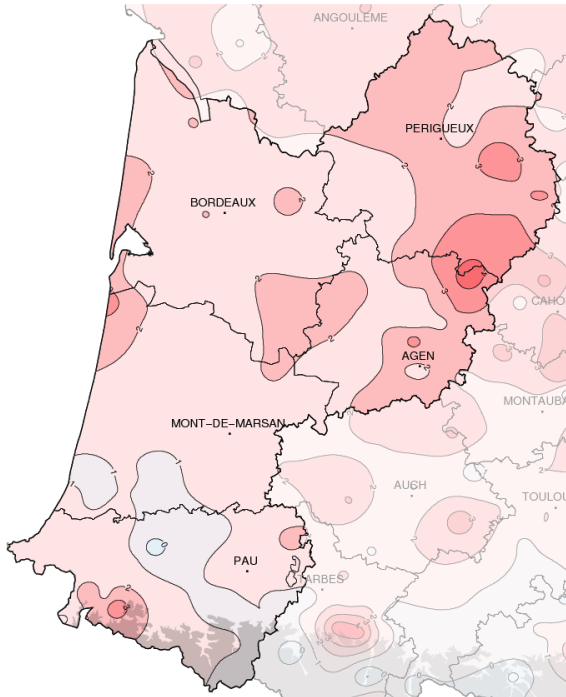 ANGOULEME
PERIGUEUX
BORDEAUX
CAHO
AGEN
MONTAUBA
MONT-DE-MARSAN
AUCH
TOULOU
PAU
TARBES